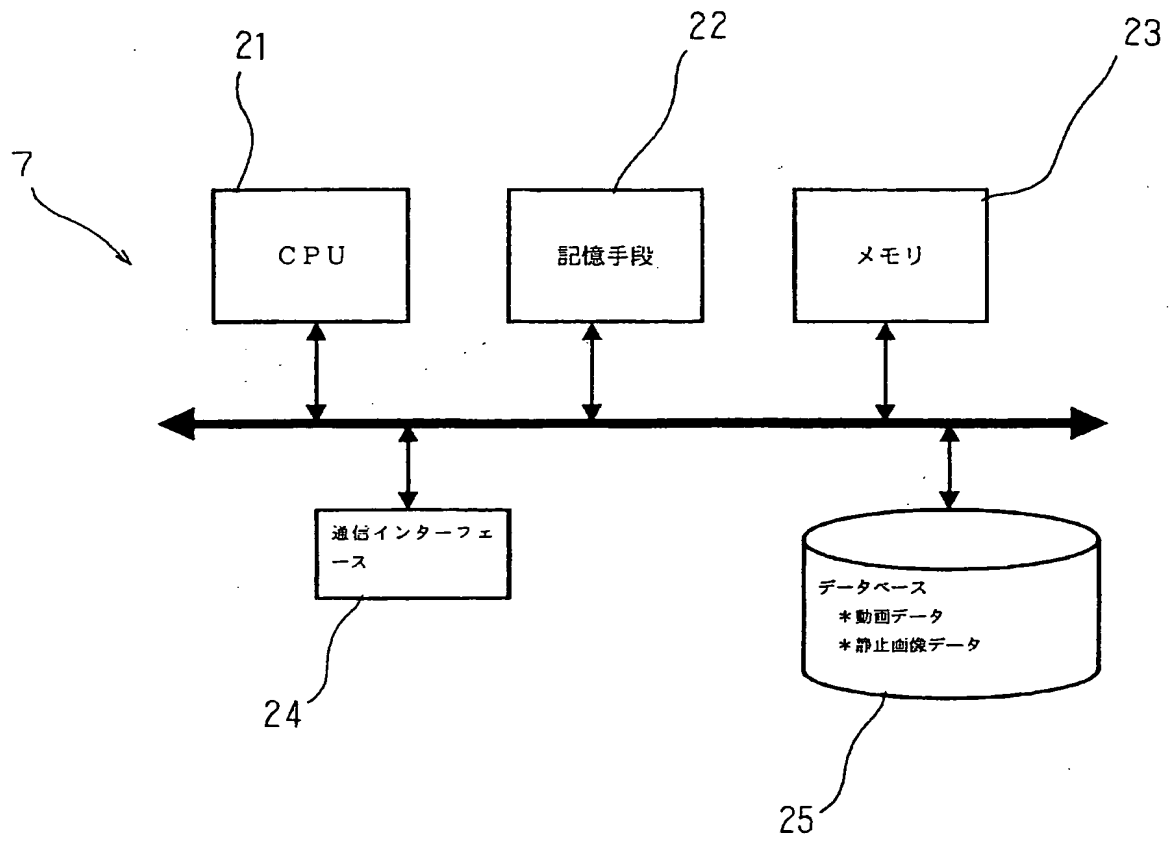 21
22
23
7
ＣＰＵ
記憶手段
メモリ
通信インターフェ
ース
データベース
＊動画データ
＊静止画像データ
24
25